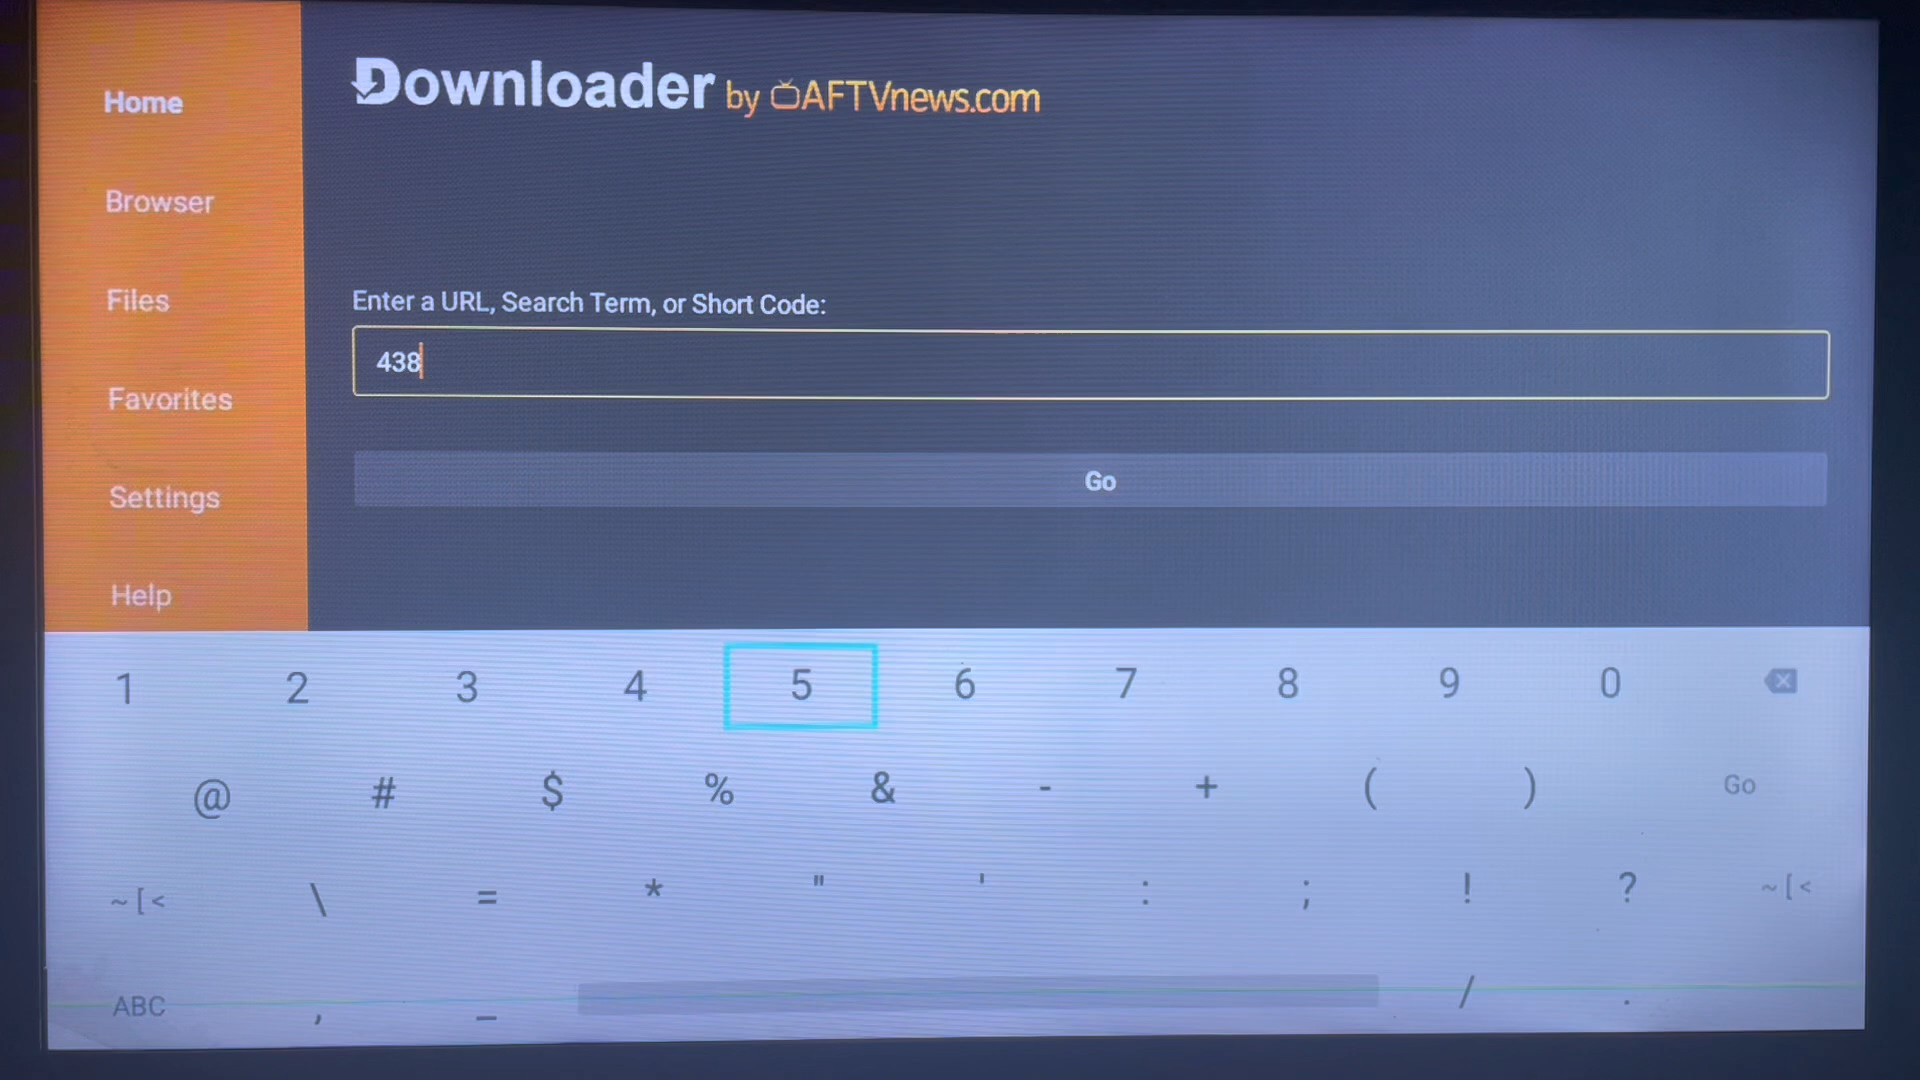 Home
Browser
Files
Favorites
Settings
Help
Downloader by AFTVnews.com
Enter a URL, Search Term, or Short Code:
438
Go
1 2 3 4 5 6 7 8 9 0
@ # $ % & - + ( ) Go
~[< \ = * " ' : ; ! ? ~[<
ABC , _ / .